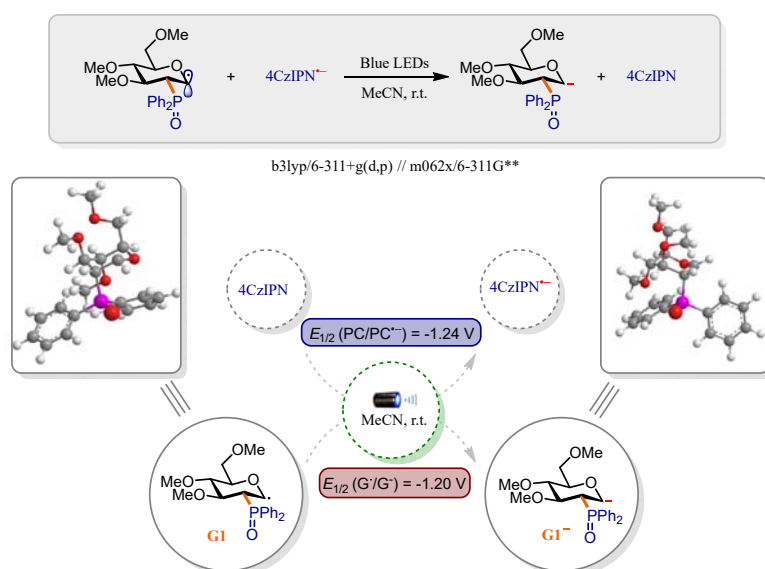 OMe
OMe
MeO
O
Blue LEDs
MeO
O
MeO
+
4CzIPN•−
MeO
−
+
4CzIPN
Ph2P
MeCN, r.t.
Ph2P
O
O
b3lyp/6-311+g(d,p) // m062x/6-311G**
4CzIPN
4CzIPN•−
E1/2 (PC/PC•−) = -1.24 V
MeCN, r.t.
OMe
OMe
MeO
O
MeO
O
MeO
E1/2 (G·/G-) = -1.20 V
MeO
−
PPh2
PPh2
G1
O
G1−
O